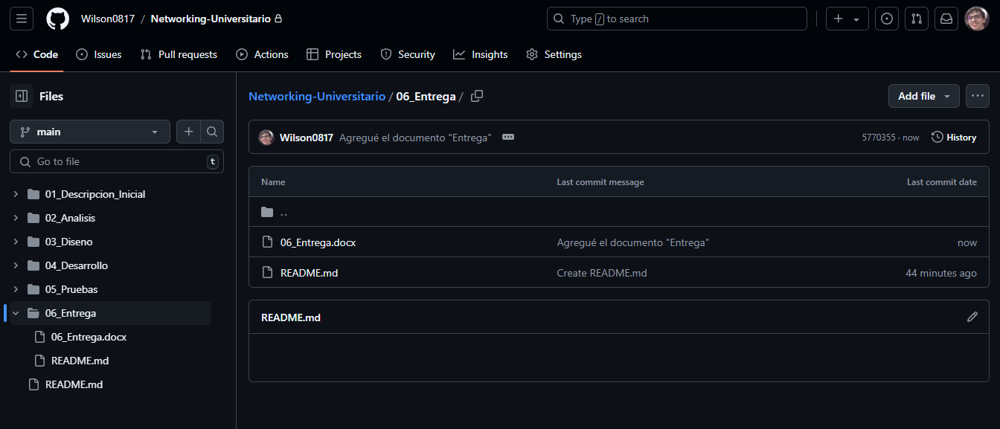 Wilson0817 / Networking-Universitario Type / to search
Code Issues Pull requests Actions Projects Security Insights Settings
Files
main
Go to file t
01_Descripcion_Inicial
02_Analisis
03_Diseno
04_Desarrollo
05_Pruebas
06_Entrega
06_Entrega.docx
README.md
README.md
Networking-Universitario / 06_Entrega / Add file
Wilson0817 Agregué el documento "Entrega" 5770355 · now History
Name Last commit message Last commit date
..
06_Entrega.docx Agregué el documento "Entrega" now
README.md Create README.md 44 minutes ago
README.md